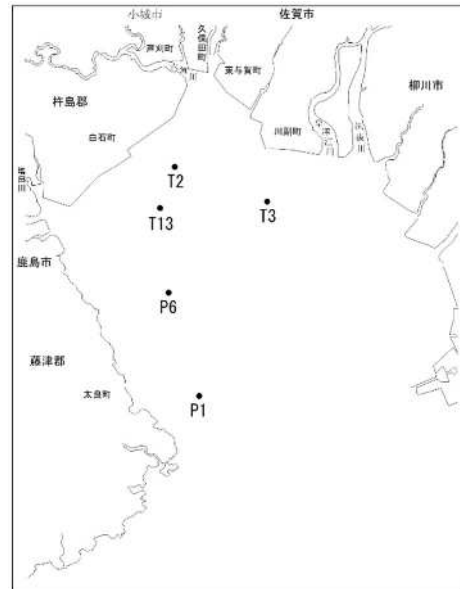 小城市
佐賀市
久保田町
芦刈町
東与賀町
柳川市
杵島郡
川副町
白石町
T2
T3
T13
鹿島市
P6
藤津郡
太良町
P1